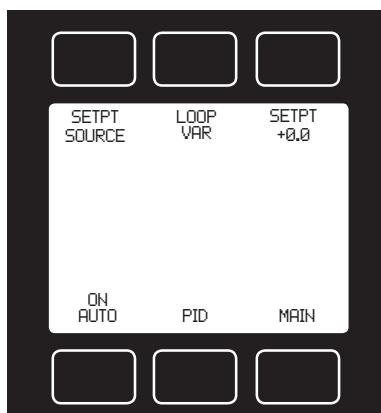 SETPT LOOP SETPT
SOURCE VAR +0.0
ON
AUTO PID MAIN